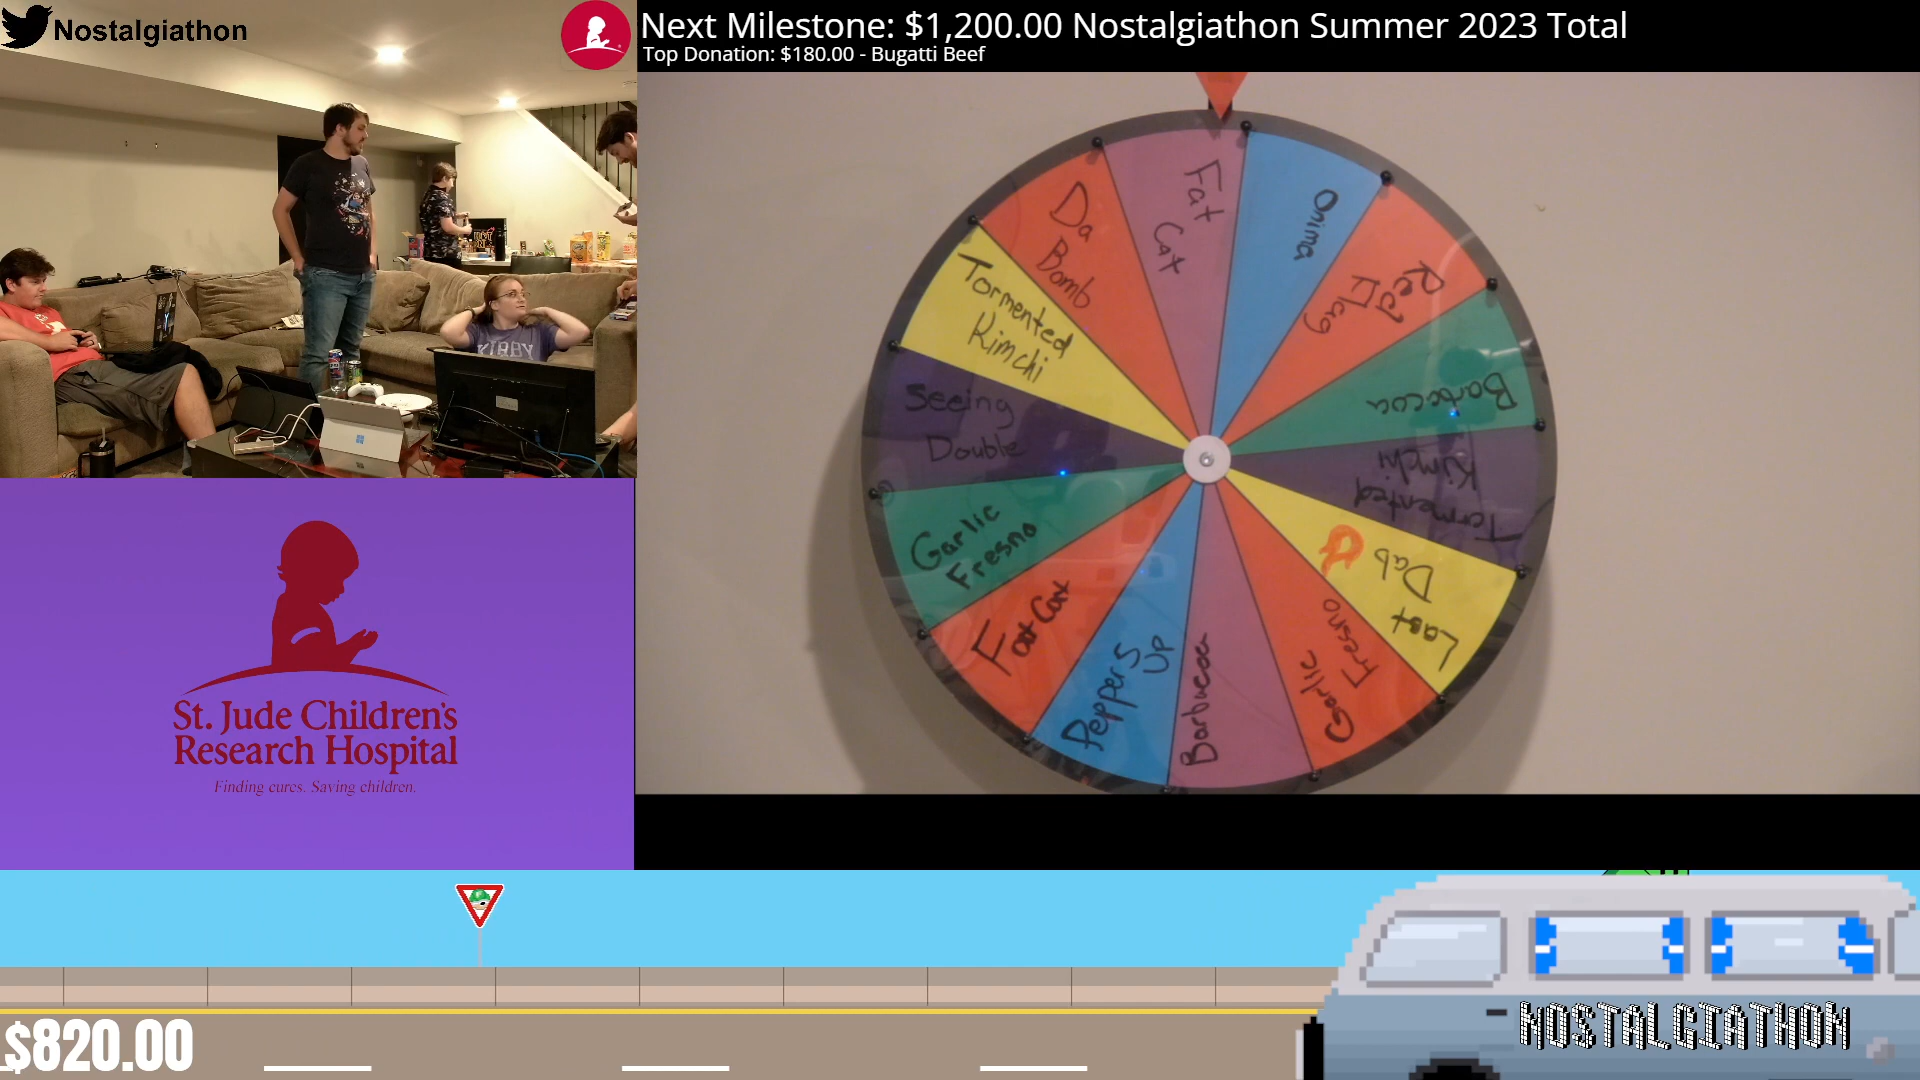 Nostalgiathon
Next Milestone: $1,200.00 Nostalgiathon Summer 2023 Total
Top Donation: $180.00 - Bugatti Beef
Fat
Cat
Onima
Red
Flag
Barbacoa
Tormented
Kimchi
Last
Dab
Garlic
Fresno
Barbacoa
Peppers
UP
Fat Cat
Garlic
Fresno
Seeing
Double
Tormented
Kimchi
Da
Bomb
KIRBY
St. Jude Children's
Research Hospital
Finding cures. Saving children.
$820.00
NOSTALGIATHON